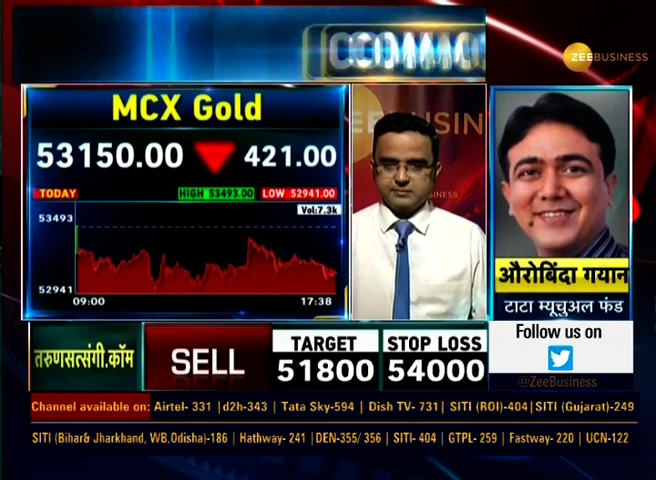 ZEEBUSINESS
MCX Gold
53150.00 421.00
TODAY HIGH 53493.00 LOW 52941.00
Vol:7.3k
53493
52941
09:00 17:38
BUSINESS
औरोबिंदा गयान
टाटा म्यूचुअल फंड
तरुणसत्संगी.कॉम
SELL
TARGET
51800
STOP LOSS
54000
Follow us on
@ZeeBusiness
Channel available on: Airtel- 331 | d2h-343 | Tata Sky-594 | Dish TV- 731 | SITI (ROI)-404 | SITI (Gujarat)-249
SITI (Bihar& Jharkhand, WB,Odisha)-186 | Hathway- 241 |DEN-355/ 356 | SITI- 404 | GTPL- 259 | Fastway- 220 | UCN-122